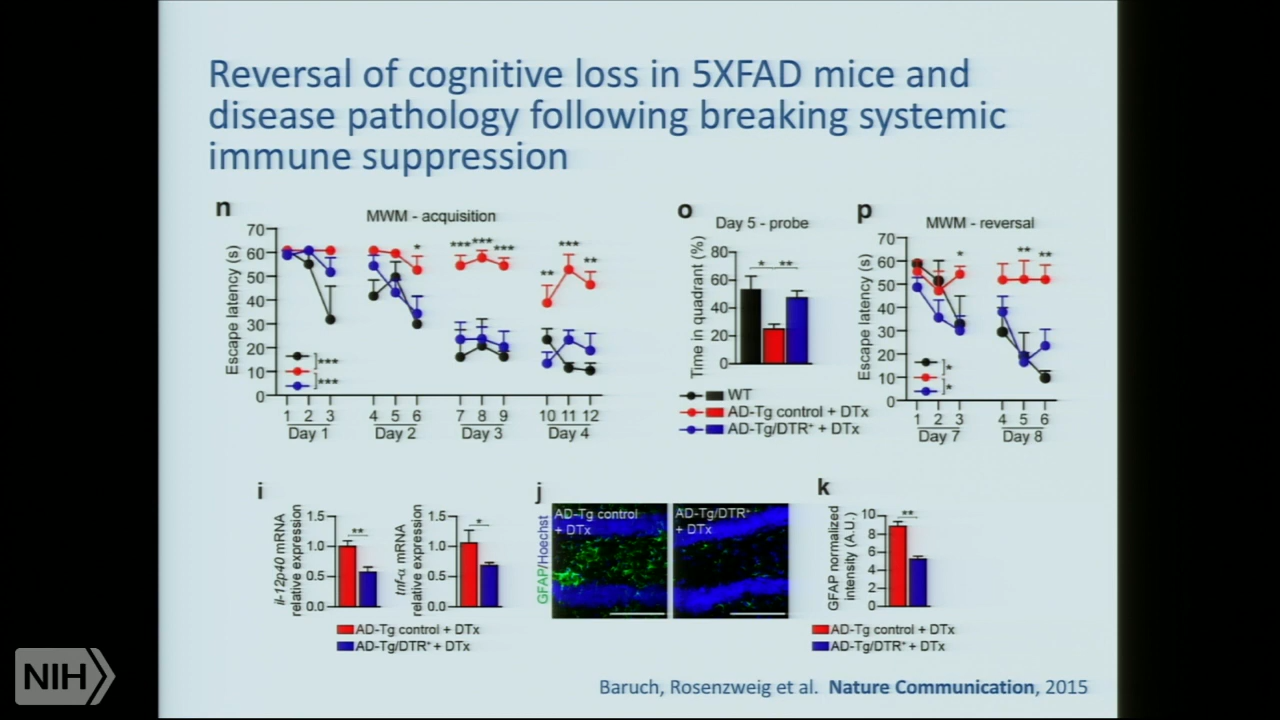 Reversal of cognitive loss in 5XFAD mice and
disease pathology following breaking systemic
immune suppression
n
MWM - acquisition
Escape latency (s)
70
60
50
40
30
20
10
0
* *** *** *** ** *** **
***
***
1 2 3 4 5 6 7 8 9 10 11 12
Day 1 Day 2 Day 3 Day 4
o
Day 5 - probe
Time in quadrant (%)
80
60
40
20
0
* **
WT
AD-Tg control + DTx
AD-Tg/DTR+ + DTx
p
MWM - reversal
Escape latency (s)
70
60
50
40
30
20
10
0
* ** **
*
*
1 2 3 4 5 6
Day 7 Day 8
i
il-12p40 mRNA
relative expression
1.5
1.0
0.5
0.0
**
Tnf-α mRNA
relative expression
1.5
1.0
0.5
0.0
*
AD-Tg control + DTx
AD-Tg/DTR+ + DTx
j
GFAP/Hoechst
AD-Tg control
+ DTx
AD-Tg/DTR+
+ DTx
k
GFAP normalized
intensity (A.U.)
10
8
6
4
2
0
**
AD-Tg control + DTx
AD-Tg/DTR+ + DTx
NIH
Baruch, Rosenzweig et al. Nature Communication, 2015